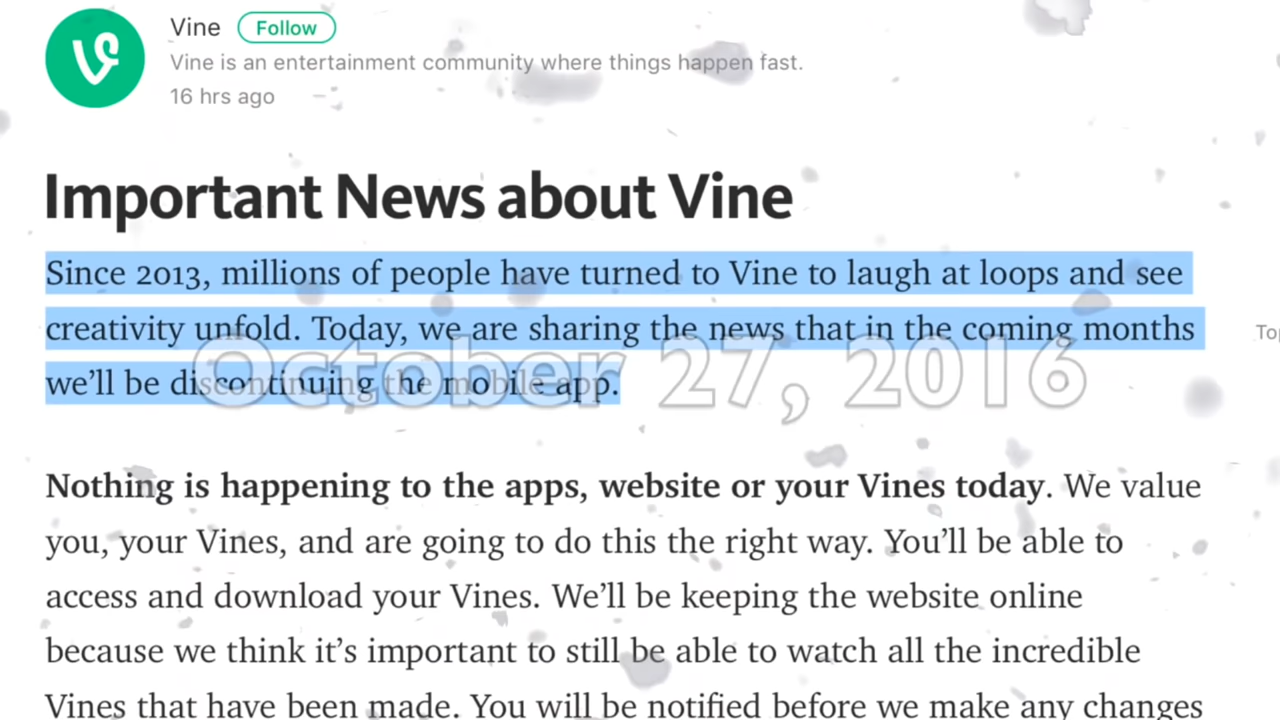 Vine Follow
Vine is an entertainment community where things happen fast.
16 hrs ago
Important News about Vine
Since 2013, millions of people have turned to Vine to laugh at loops and see
creativity unfold. Today, we are sharing the news that in the coming months
we’ll be discontinuing the mobile app.
October 27, 2016
Nothing is happening to the apps, website or your Vines today. We value
you, your Vines, and are going to do this the right way. You’ll be able to
access and download your Vines. We’ll be keeping the website online
because we think it’s important to still be able to watch all the incredible
Vines that have been made. You will be notified before we make any changes